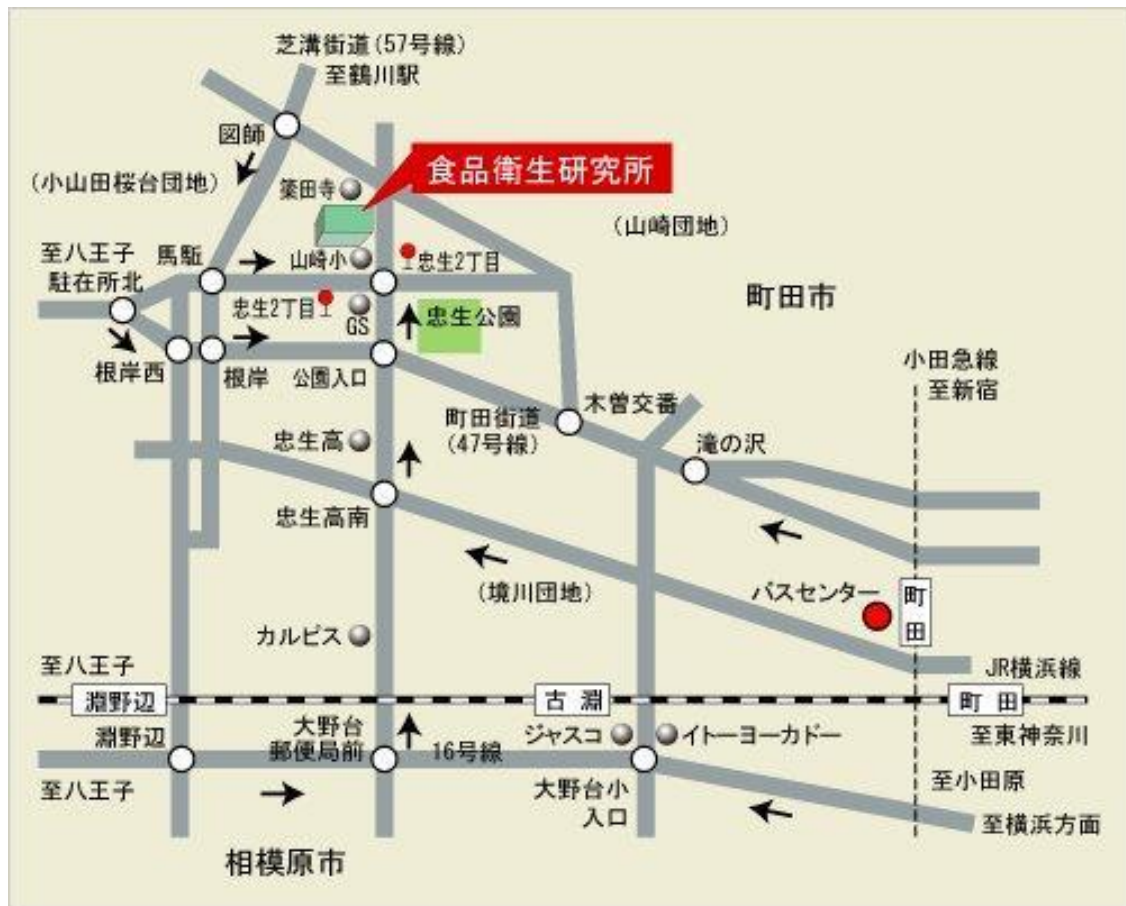 芝溝街道(57号線)
至鶴川駅
図師
食品衛生研究所
(小山田桜台団地)
簗田寺
(山崎団地)
至八王子
馬駈
山崎小
忠生2丁目
駐在所北
町田市
忠生2丁目
GS
忠生公園
根岸西
根岸
公園入口
小田急線
至新宿
木曽交番
町田街道
(47号線)
滝の沢
忠生高
忠生高南
(境川団地)
バスセンター
町田
カルピス
至八王子
JR横浜線
淵野辺
古淵
町田
淵野辺
大野台
郵便局前
16号線
ジャスコ
イトーヨーカドー
至東神奈川
至八王子
大野台小
入口
至小田原
至横浜方面
相模原市